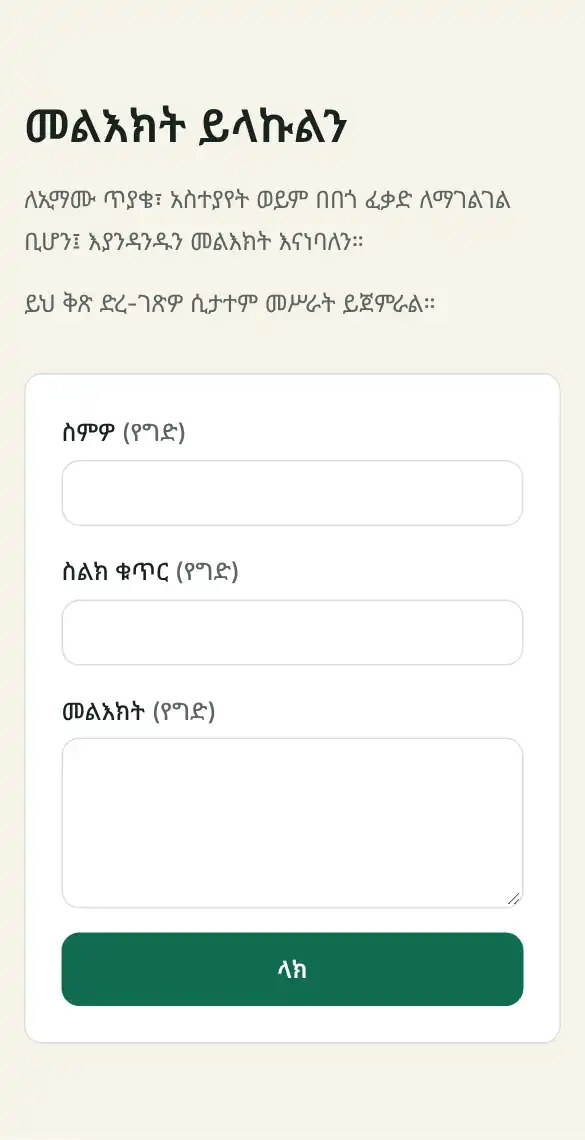 መልእክት ይላኩልን
ለኢማሙ ጥያቄ፣ አስተያየት ወይም በበጎ ፈቃድ ለማገልገል
ቢሆን፤ እያንዳንዱን መልእክት እናነባለን።
ይህ ቅጽ ድረ-ገጽዎ ሲታተም መሥራት ይጀምራል።
ስምዎ (የግድ)
ስልክ ቁጥር (የግድ)
መልእክት (የግድ)
ላክ